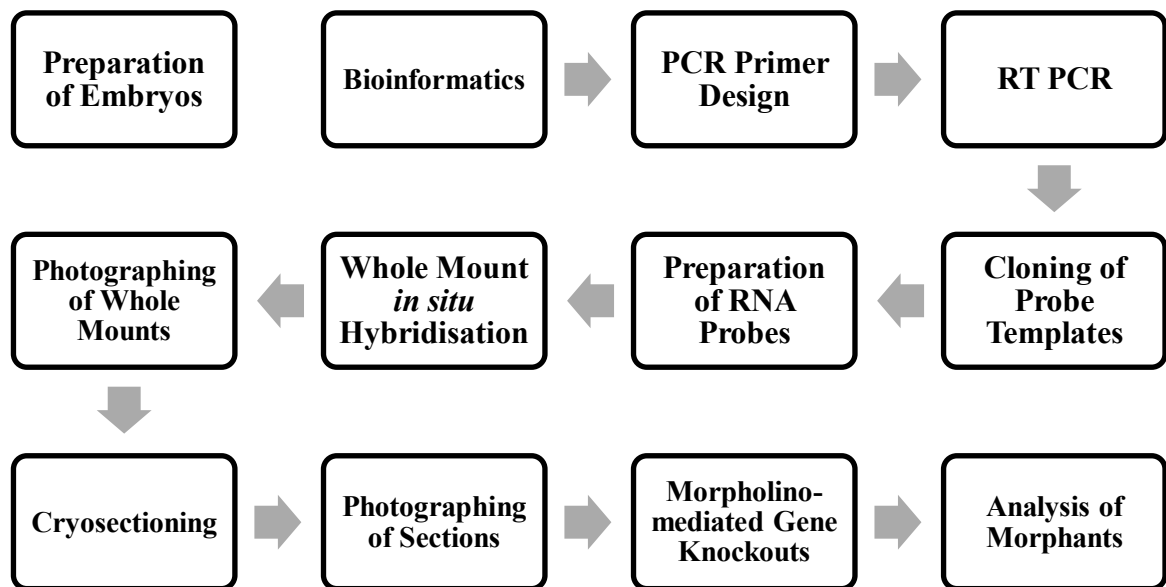 Preparation
of Embryos
Bioinformatics
PCR Primer
Design
RT PCR
Photographing
of Whole
Mounts
Whole Mount
in situ
Hybridisation
Preparation
of RNA
Probes
Cloning of
Probe
Templates
Cryosectioning
Photographing
of Sections
Morpholino-
mediated Gene
Knockouts
Analysis of
Morphants